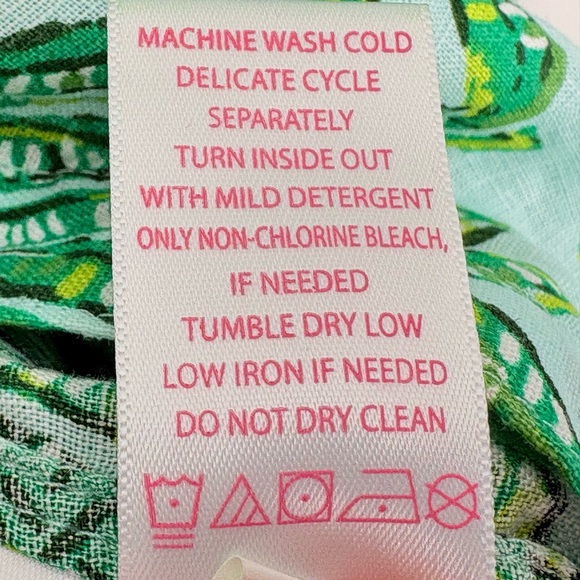 MACHINE WASH COLD
DELICATE CYCLE
SEPARATELY
TURN INSIDE OUT
WITH MILD DETERGENT
ONLY NON-CHLORINE BLEACH,
IF NEEDED
TUMBLE DRY LOW
LOW IRON IF NEEDED
DO NOT DRY CLEAN